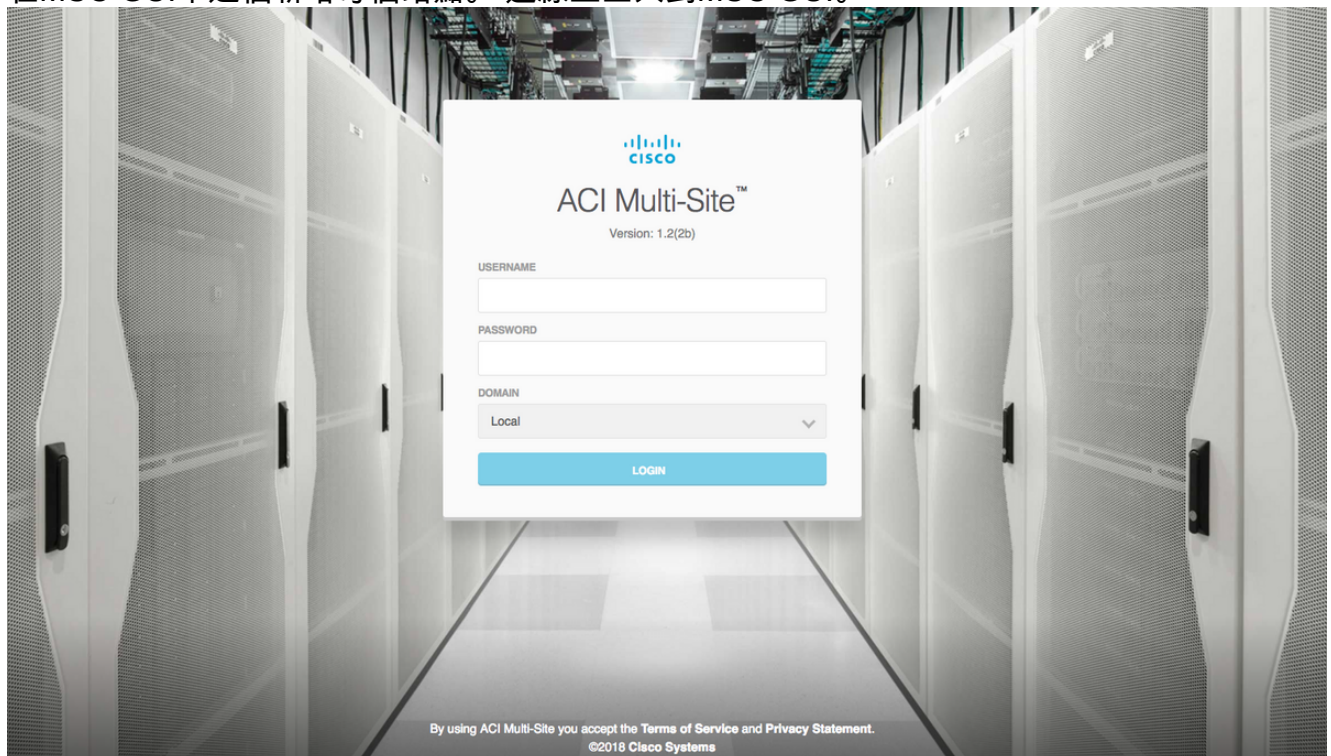 CISCO
ACI Multi-Site™
Version: 1.2(2b)
USERNAME
PASSWORD
DOMAIN
Local
LOGIN
By using ACI Multi-Site you accept the Terms of Service and Privacy Statement.
©2018 Cisco Systems